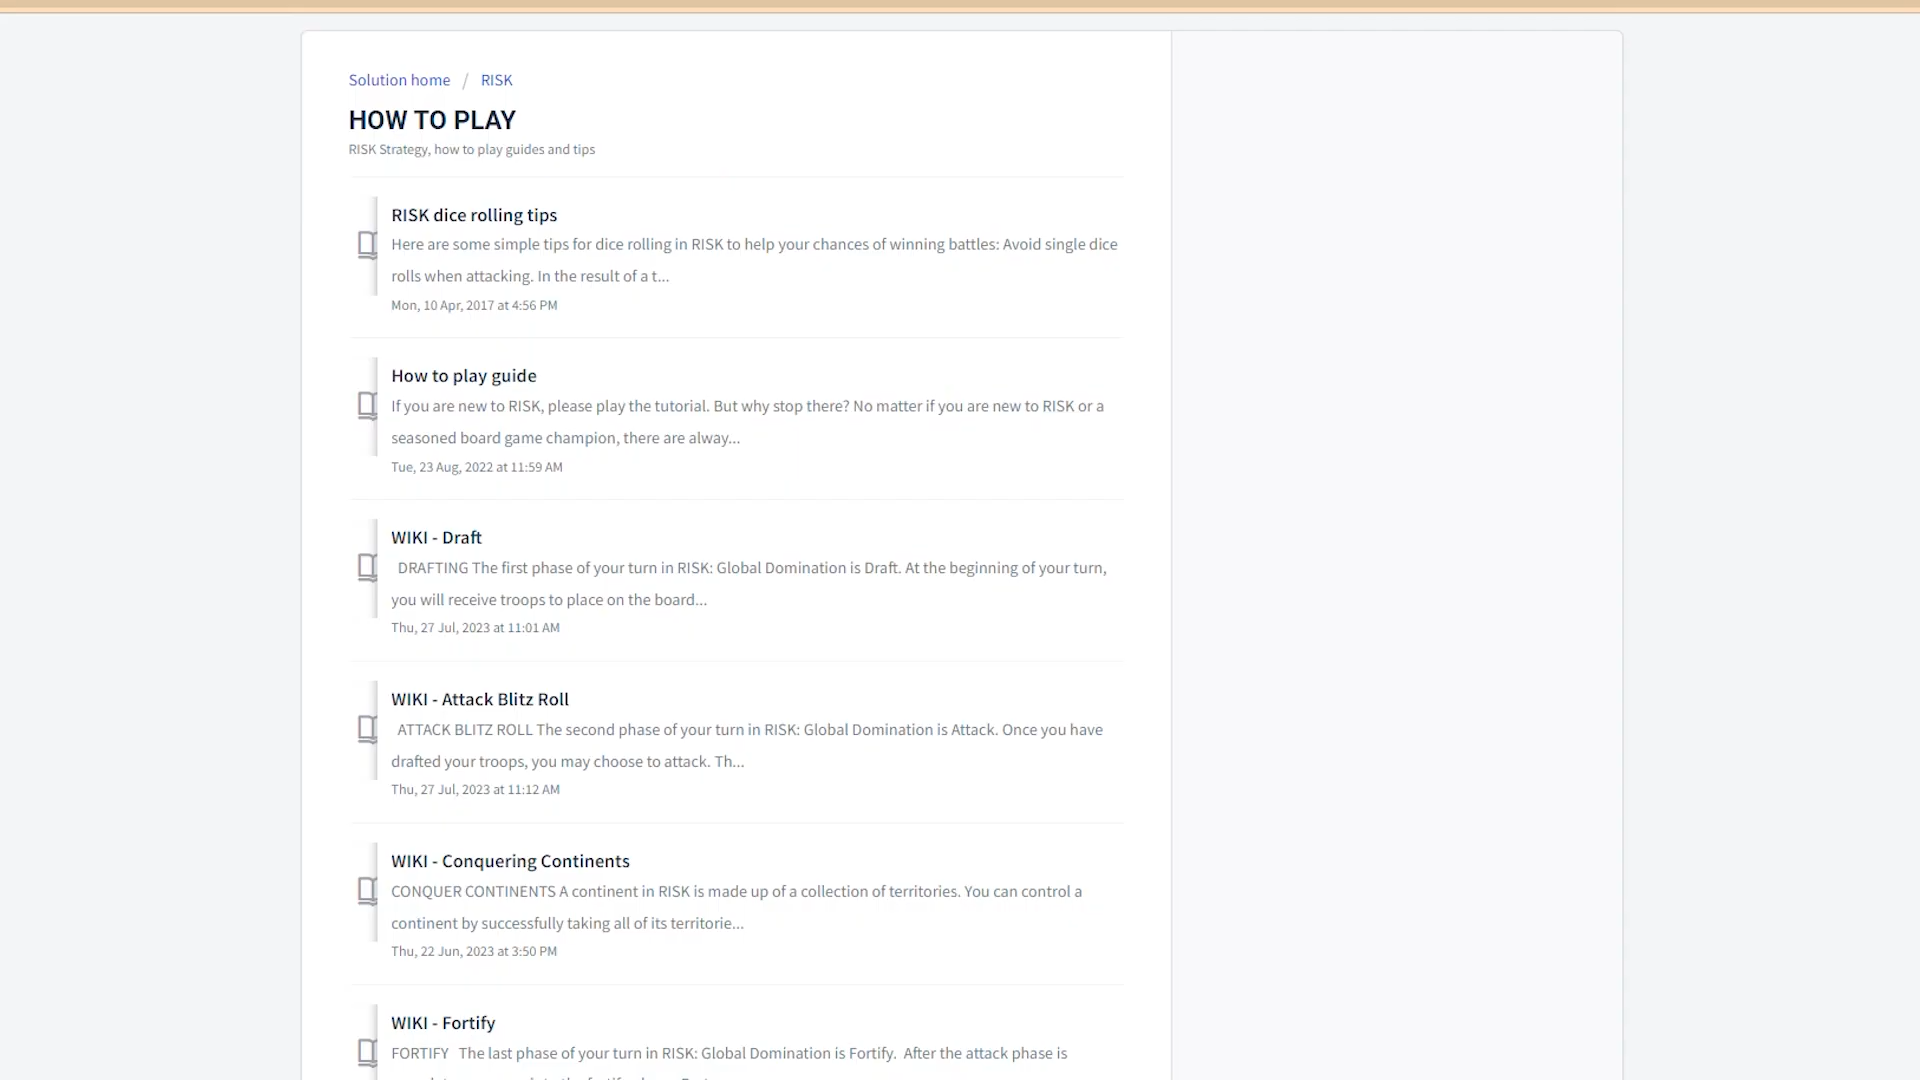 Solution home / RISK
HOW TO PLAY
RISK Strategy, how to play guides and tips
RISK dice rolling tips
Here are some simple tips for dice rolling in RISK to help your chances of winning battles: Avoid single dice
rolls when attacking. In the result of a t...
Mon, 10 Apr, 2017 at 4:56 PM
How to play guide
If you are new to RISK, please play the tutorial. But why stop there? No matter if you are new to RISK or a
seasoned board game champion, there are alway...
Tue, 23 Aug, 2022 at 11:59 AM
WIKI - Draft
DRAFTING The first phase of your turn in RISK: Global Domination is Draft. At the beginning of your turn,
you will receive troops to place on the board...
Thu, 27 Jul, 2023 at 11:01 AM
WIKI - Attack Blitz Roll
ATTACK BLITZ ROLL The second phase of your turn in RISK: Global Domination is Attack. Once you have
drafted your troops, you may choose to attack. Th...
Thu, 27 Jul, 2023 at 11:12 AM
WIKI - Conquering Continents
CONQUER CONTINENTS A continent in RISK is made up of a collection of territories. You can control a
continent by successfully taking all of its territorie...
Thu, 22 Jun, 2023 at 3:50 PM
WIKI - Fortify
FORTIFY The last phase of your turn in RISK: Global Domination is Fortify. After the attack phase is